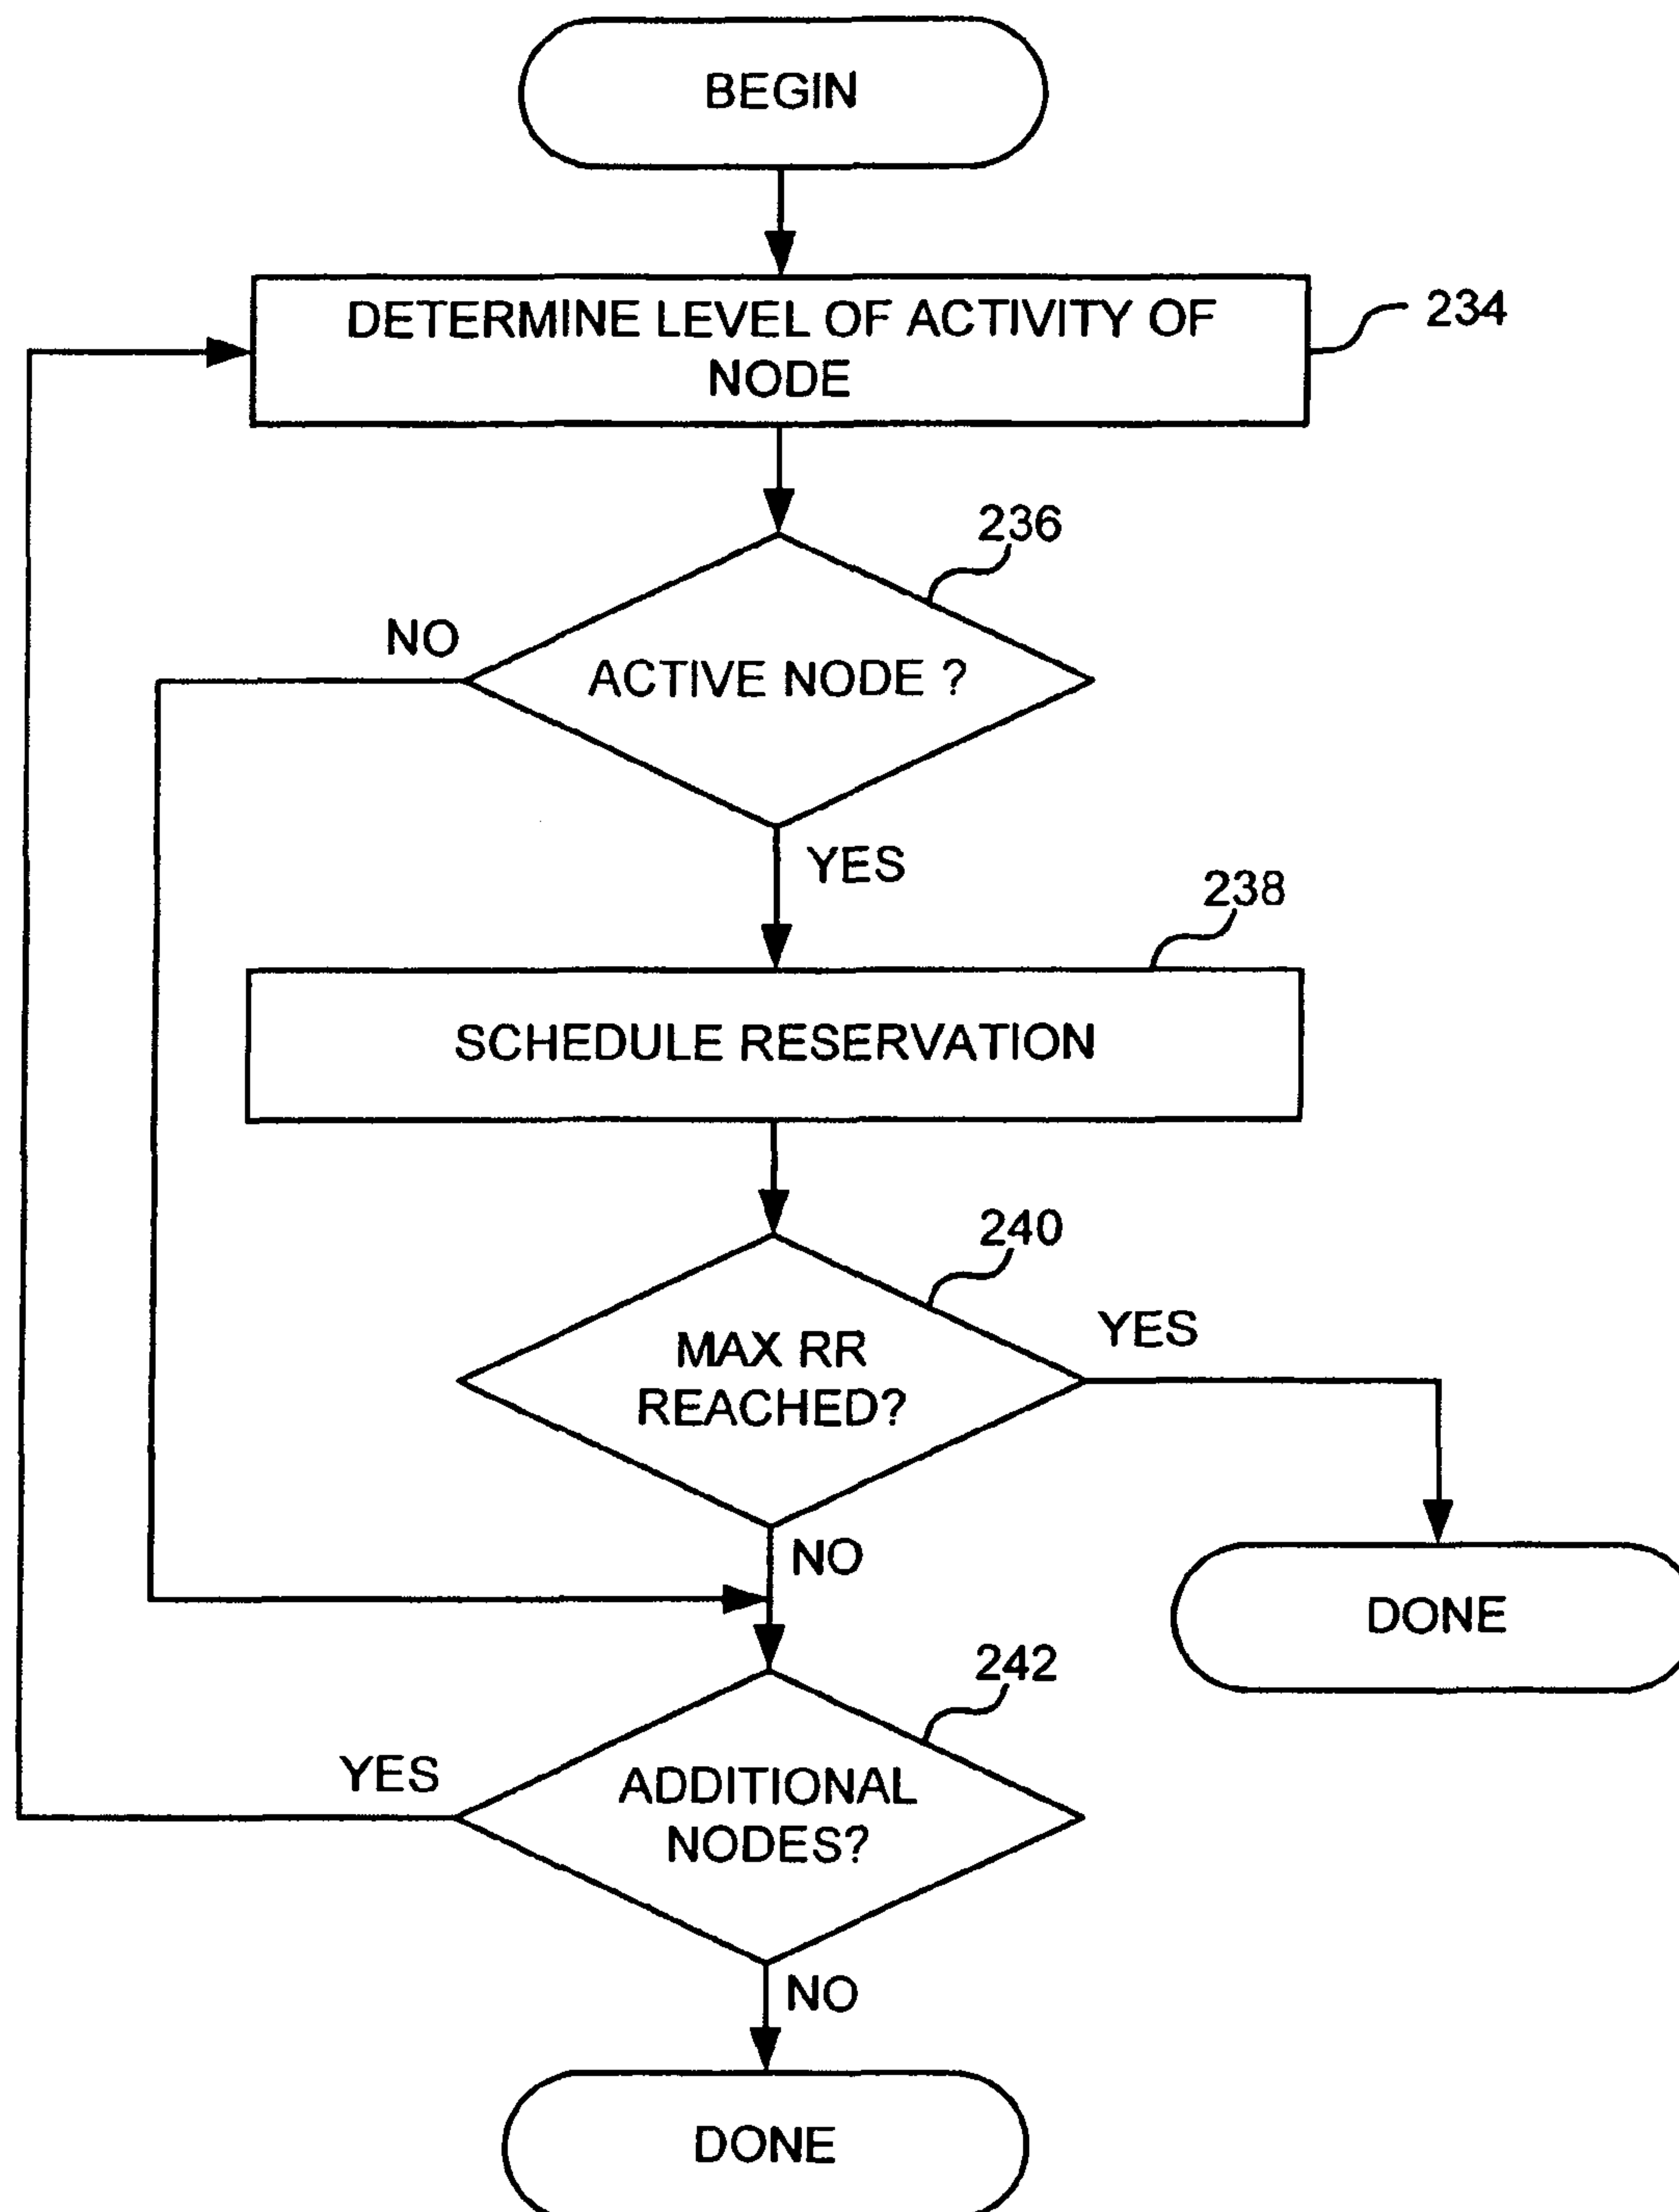 BEGIN
DETERMINE LEVEL OF ACTIVITY OF
NODE
234
236
NO
ACTIVE NODE ?
YES
238
SCHEDULE RESERVATION
240
YES
MAX RR
REACHED?
NO
DONE
242
YES
ADDITIONAL
NODES?
NO
DONE